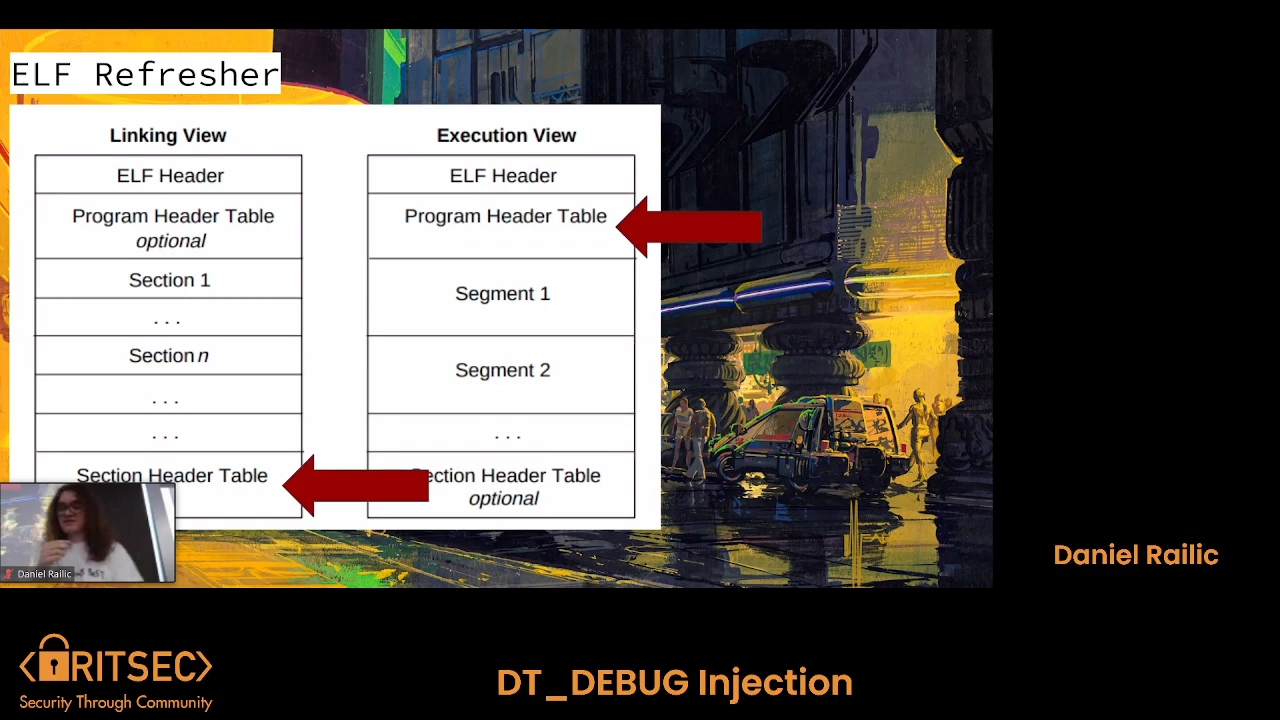 ELF Refresher
Linking View
ELF Header
Program Header Table
optional
Section 1
. . .
Section n
. . .
. . .
Section Header Table
Execution View
ELF Header
Program Header Table
Segment 1
Segment 2
. . .
Section Header Table
optional
Daniel Railic
Daniel Railic
RITSEC
Security Through Community
DT_DEBUG Injection